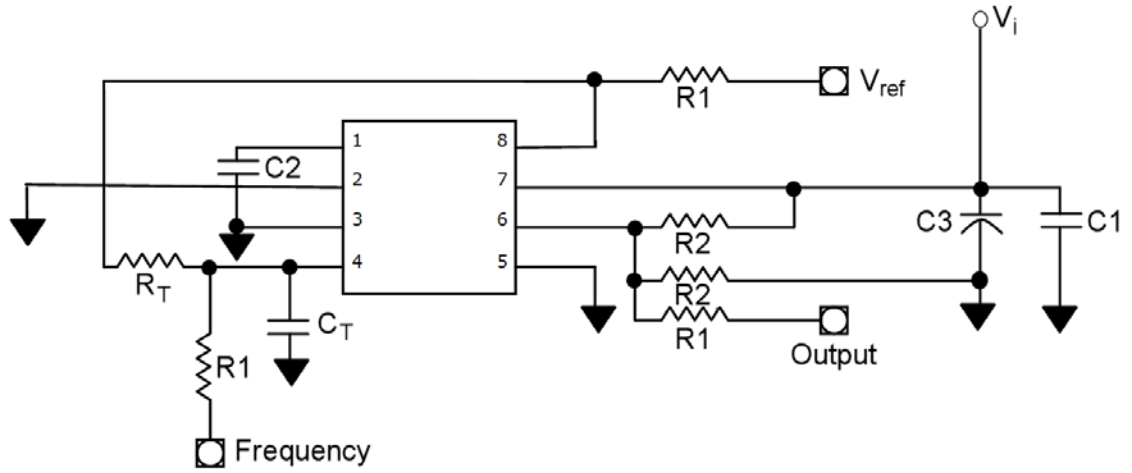 Vi
R1
Vref
1
8
C2
2
7
3
6
R2
C3
C1
4
5
RT
R2
CT
R1
R1
Output
Frequency